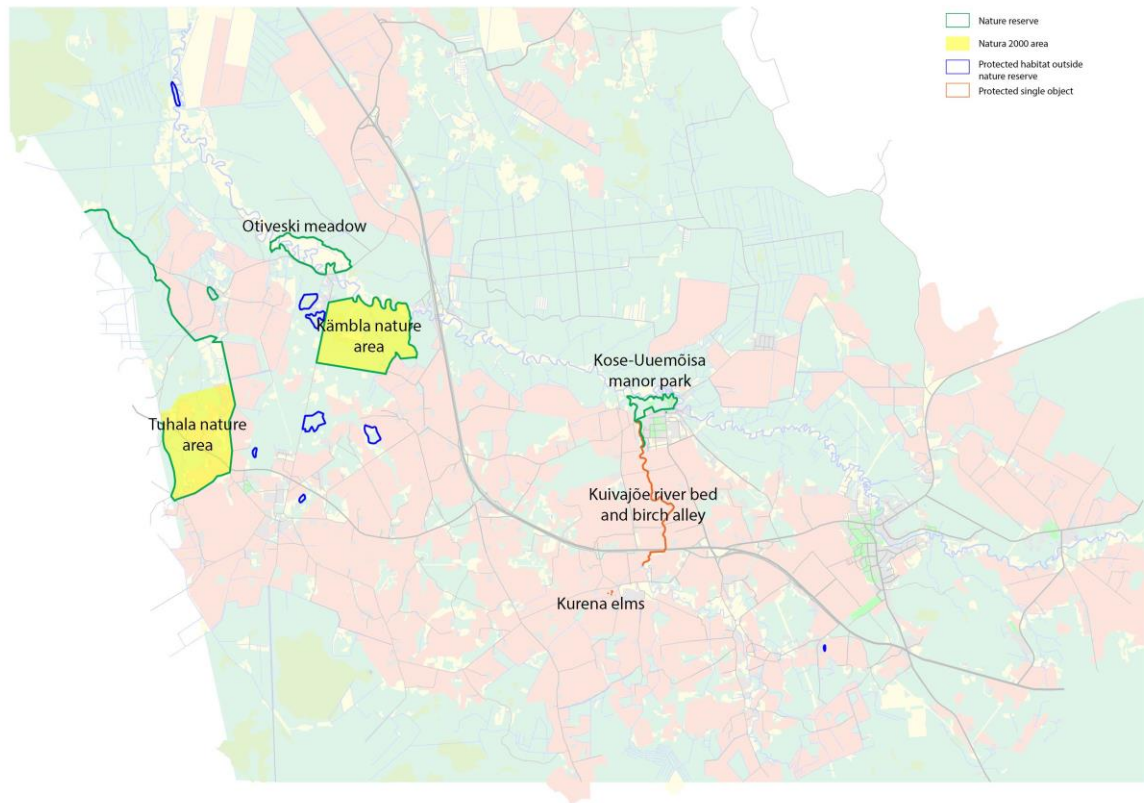 Nature reserve
Natura 2000 area
Protected habitat outside
nature reserve
Protected single object
Otiveski meadow
Kämbla nature
area
Kose-Uuemõisa
manor park
Tuhala nature
area
Kuivajõe river bed
and birch alley
Kurena elms